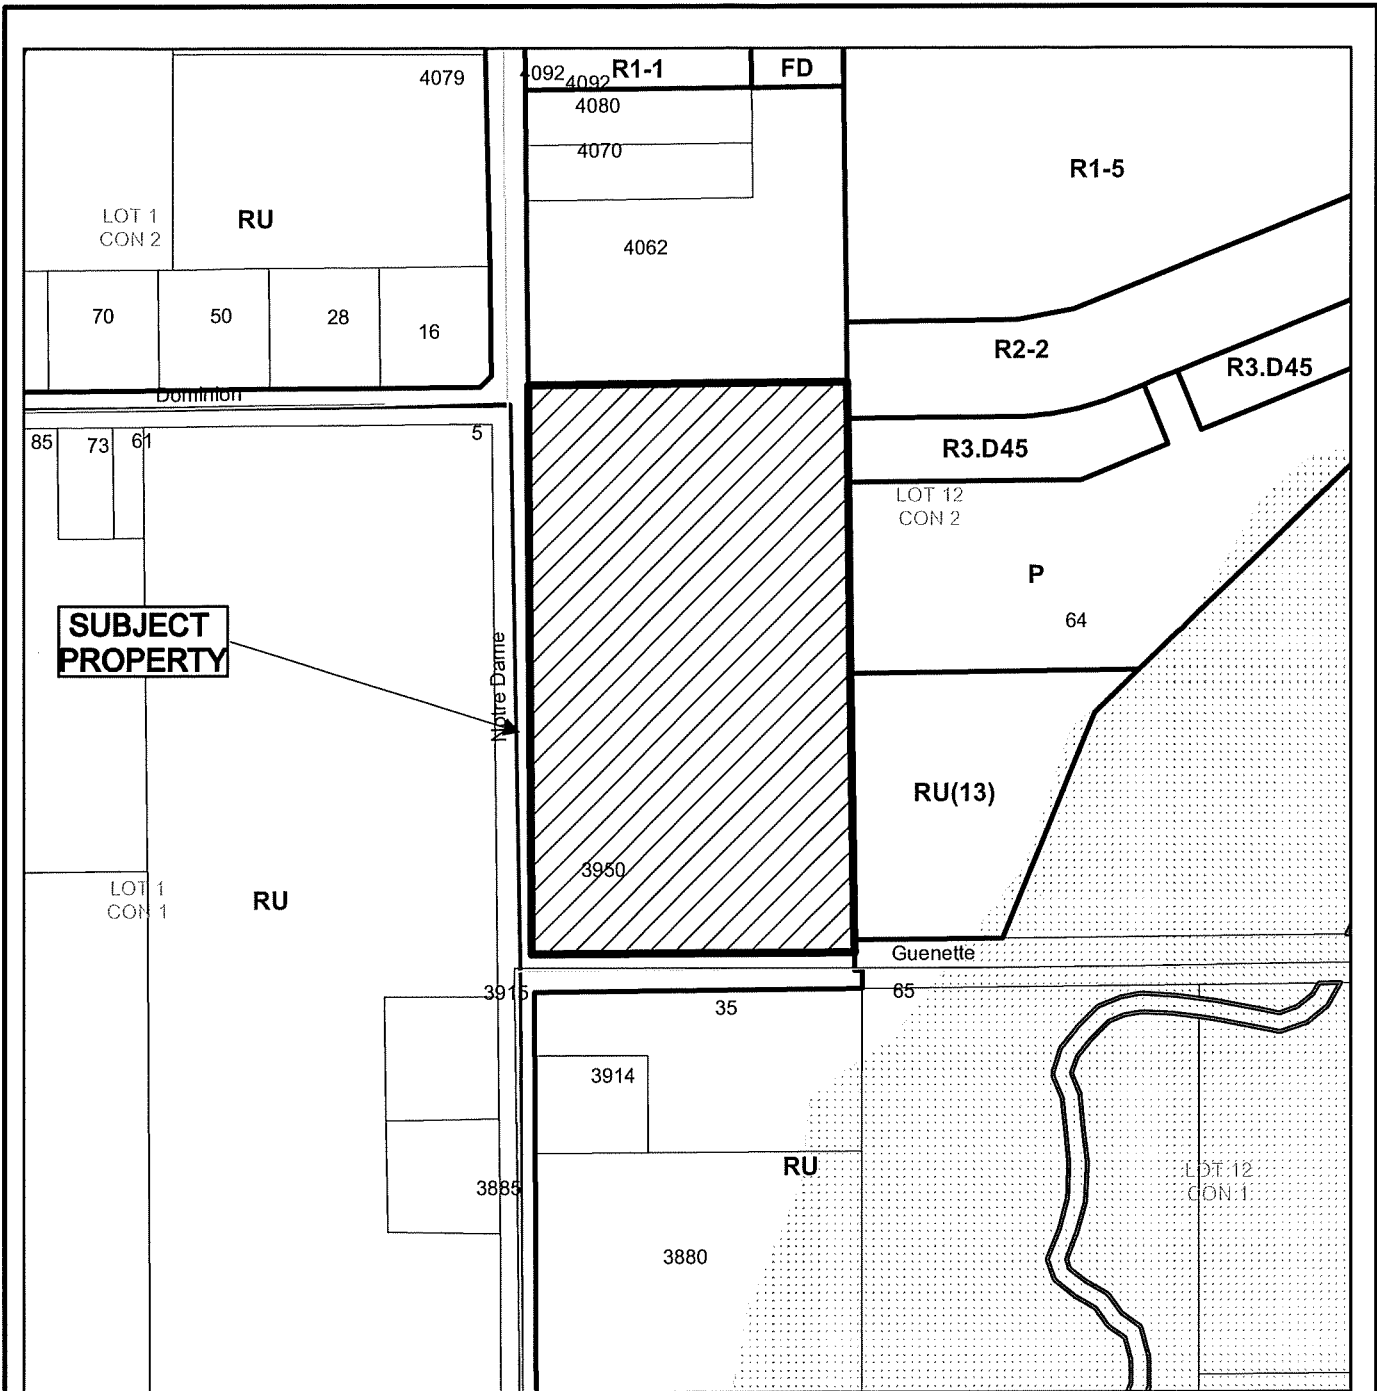 4079
4092
4092
R1-1
FD
4080
4070
R1-5
LOT 1
CON 2
RU
4062
70
50
28
16
R2-2
R3.D45
Dominion
85
73
61
5
R3.D45
LOT 12
CON 2
P
64
SUBJECT
PROPERTY
Notre Dame
RU(13)
3950
LOT 1
CON 1
RU
Guenette
3915
35
65
3914
RU
LOT 12
CON 1
3885
3880